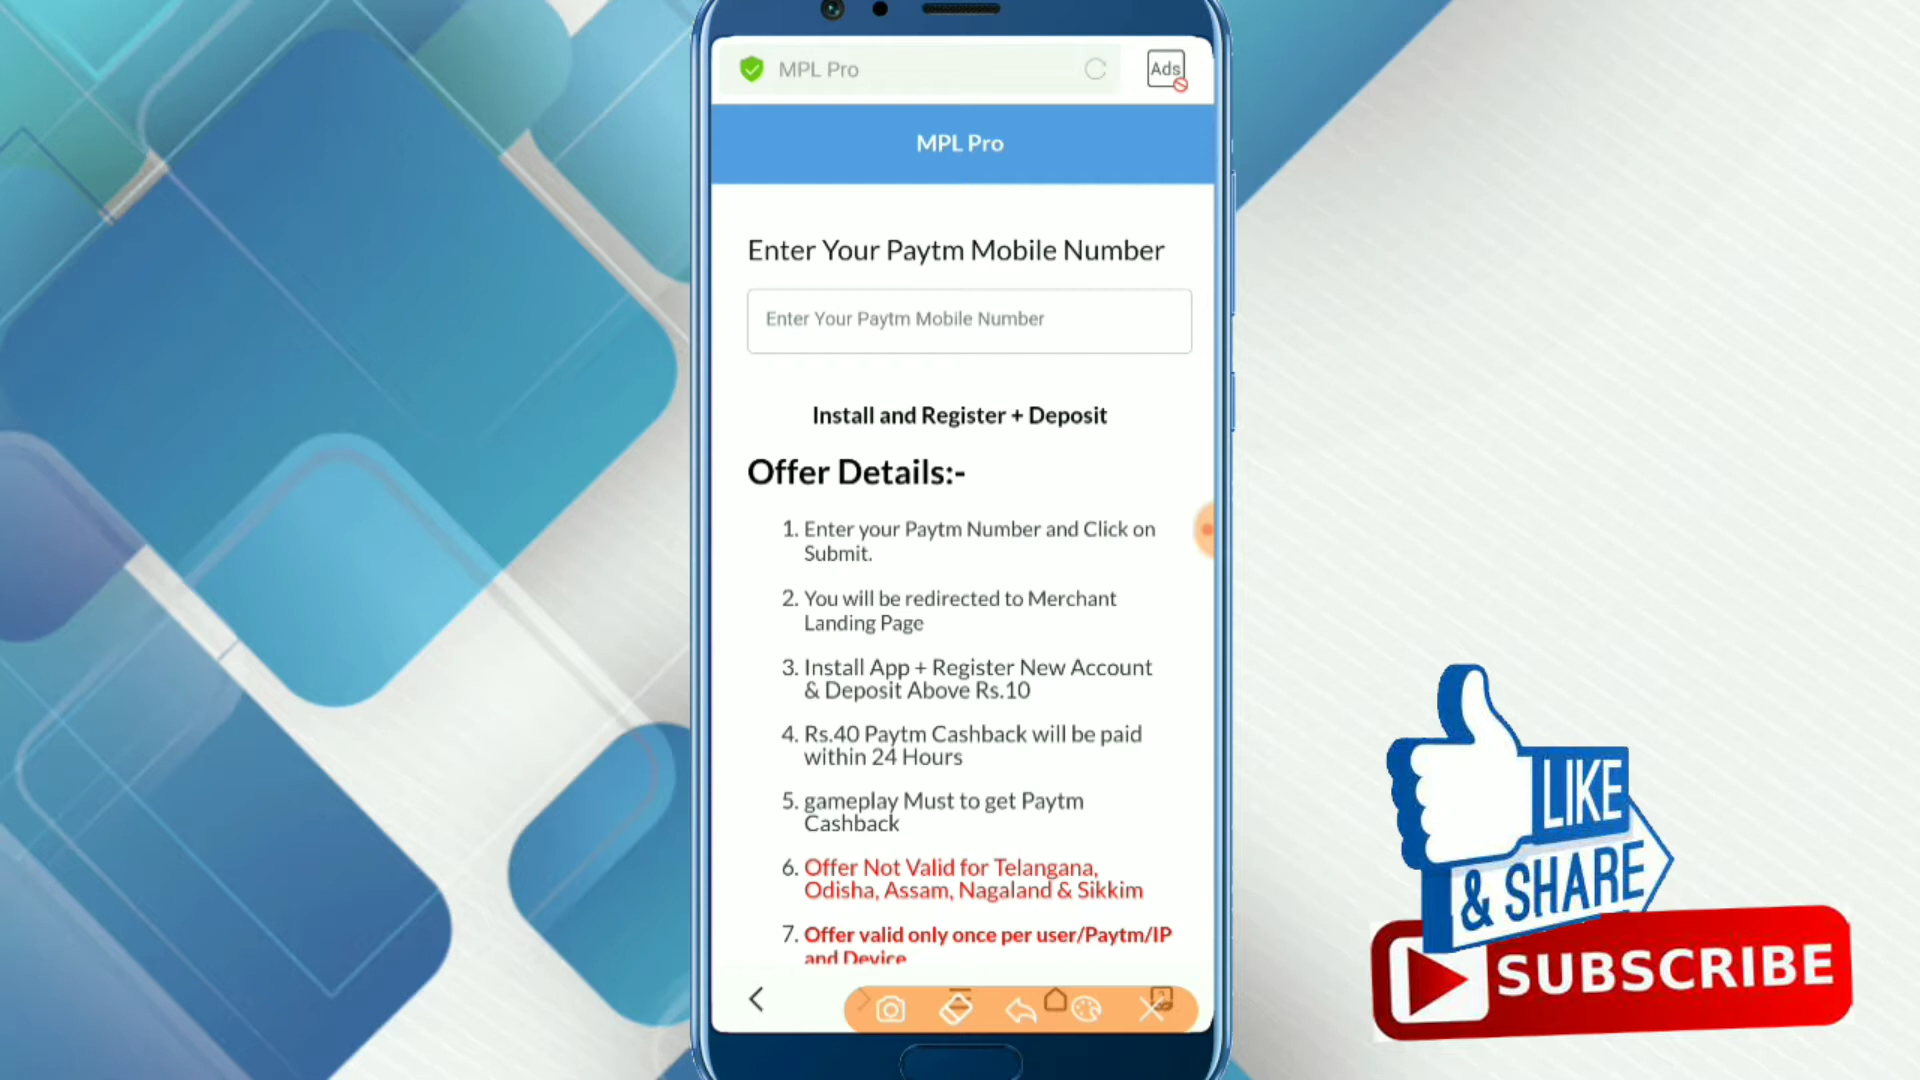 MPL Pro
Ads
MPL Pro
Enter Your Paytm Mobile Number
Enter Your Paytm Mobile Number
Install and Register + Deposit
Offer Details:-
1. Enter your Paytm Number and Click on
Submit.
2. You will be redirected to Merchant
Landing Page
3. Install App + Register New Account
& Deposit Above Rs.10
4. Rs.40 Paytm Cashback will be paid
within 24 Hours
5. gameplay Must to get Paytm
Cashback
6. Offer Not Valid for Telangana,
Odisha, Assam, Nagaland & Sikkim
7. Offer valid only once per user/Paytm/IP
and Device
LIKE
& SHARE
SUBSCRIBE